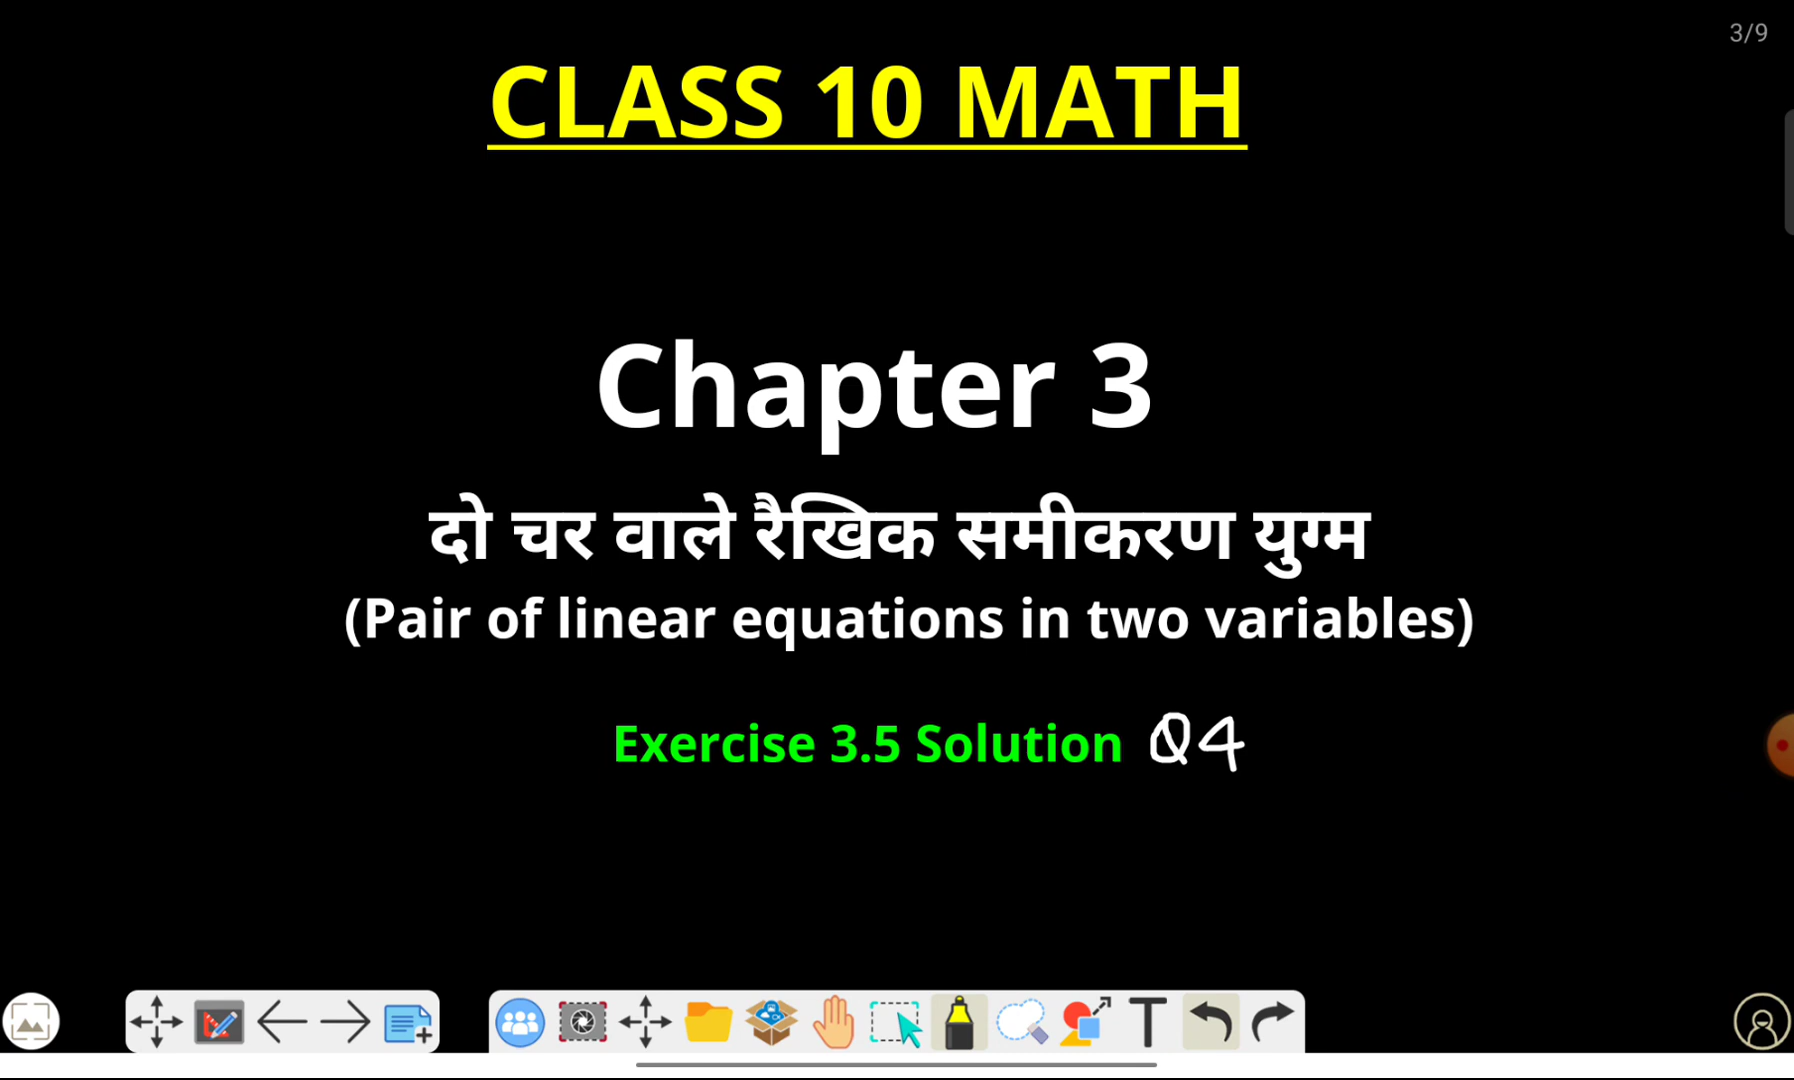 3/9
CLASS 10 MATH
Chapter 3
दो चर वाले रैखिक समीकरण युग्म
(Pair of linear equations in two variables)
Exercise 3.5 Solution Q4
T